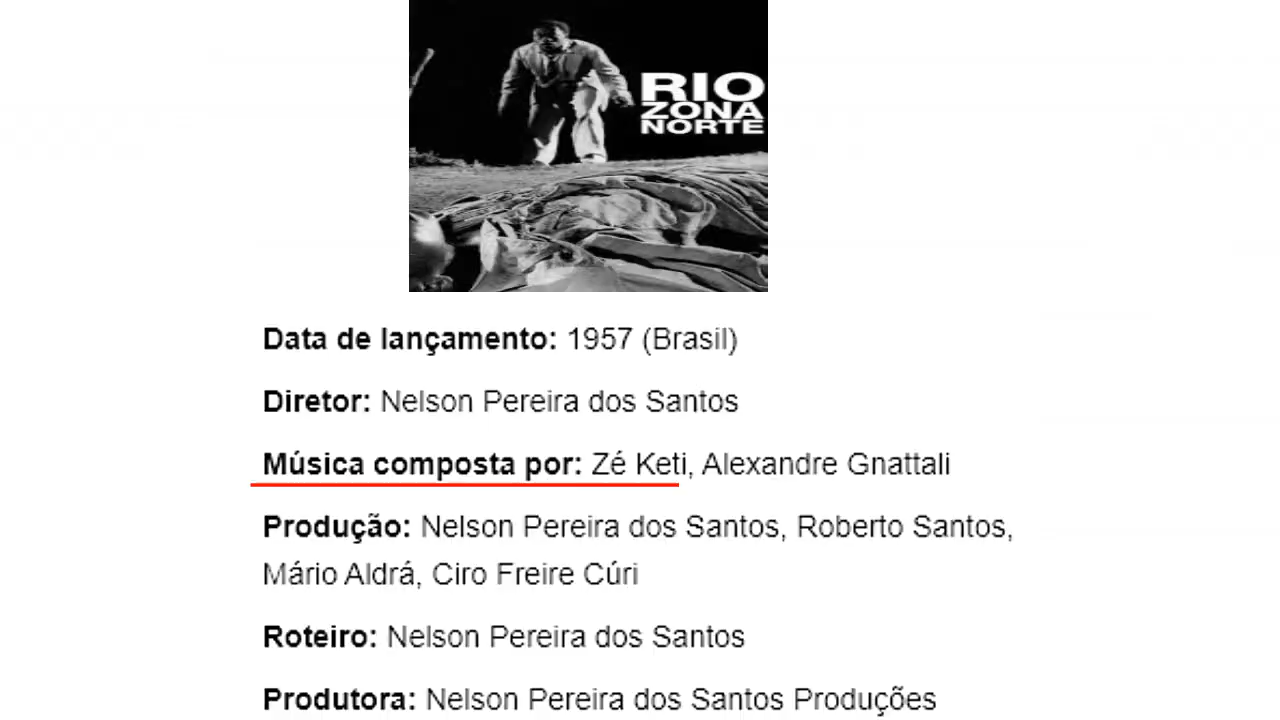 RIO
ZONA
NORTE
Data de lançamento: 1957 (Brasil)
Diretor: Nelson Pereira dos Santos
Música composta por: Zé Keti, Alexandre Gnattali
Produção: Nelson Pereira dos Santos, Roberto Santos,
Mário Aldrá, Ciro Freire Cúri
Roteiro: Nelson Pereira dos Santos
Produtora: Nelson Pereira dos Santos Produções